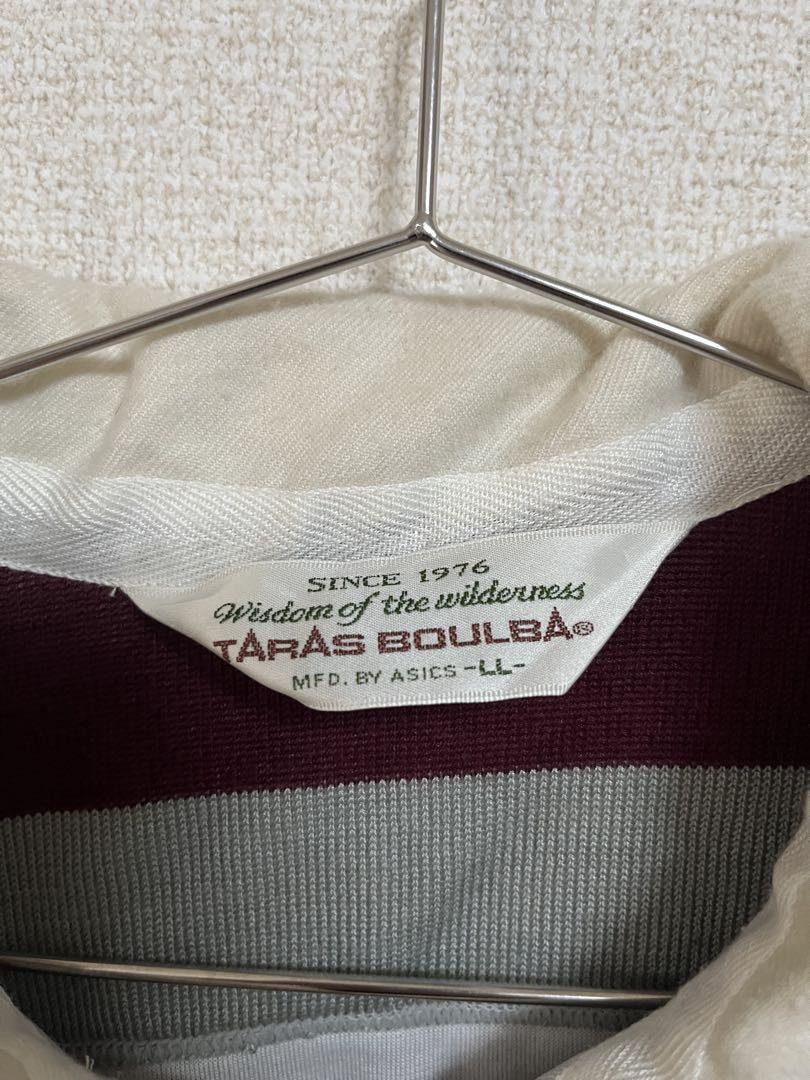 SINCE 1976
Wisdom of the wilderness
TARAS BOULBA®
MFD. BY ASICS -LL-